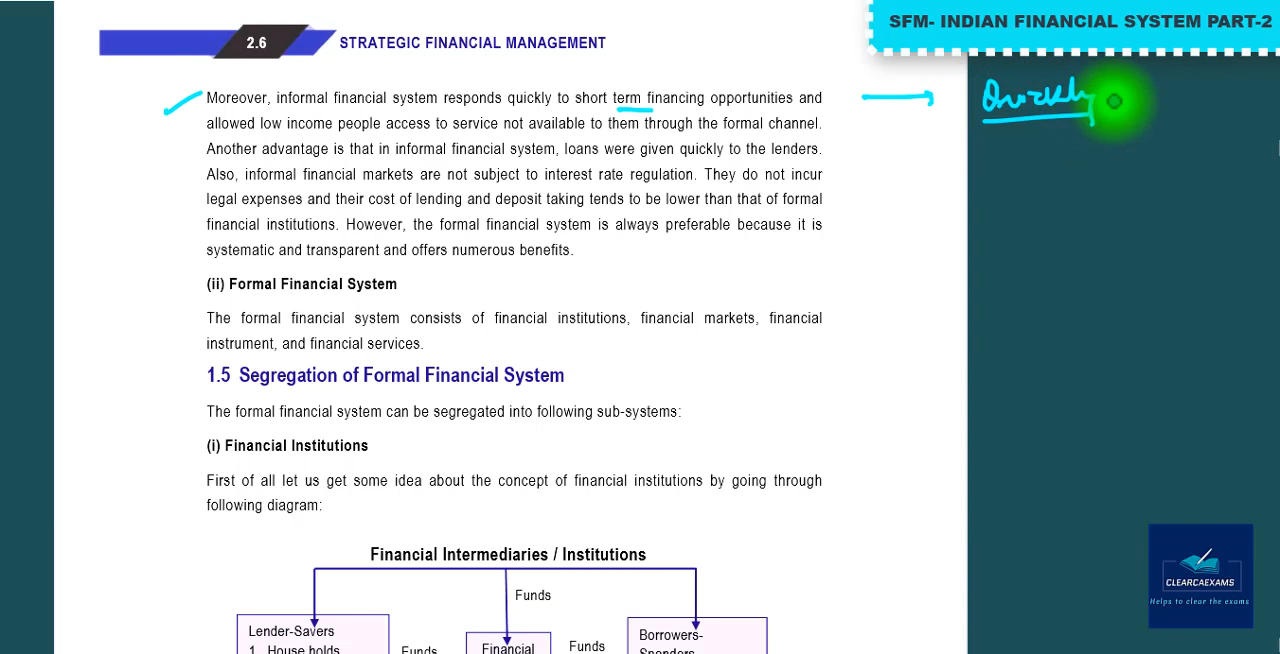 SFM- INDIAN FINANCIAL SYSTEM PART-2
2.6 STRATEGIC FINANCIAL MANAGEMENT
Moreover, informal financial system responds quickly to short term financing opportunities and
allowed low income people access to service not available to them through the formal channel.
Another advantage is that in informal financial system, loans were given quickly to the lenders.
Also, informal financial markets are not subject to interest rate regulation. They do not incur
legal expenses and their cost of lending and deposit taking tends to be lower than that of formal
financial institutions. However, the formal financial system is always preferable because it is
systematic and transparent and offers numerous benefits.
Quickly
(ii) Formal Financial System
The formal financial system consists of financial institutions, financial markets, financial
instrument, and financial services.
1.5 Segregation of Formal Financial System
The formal financial system can be segregated into following sub-systems:
(i) Financial Institutions
First of all let us get some idea about the concept of financial institutions by going through
following diagram:
Financial Intermediaries / Institutions
Funds
Lender-Savers
1. House holds
Funds
Financial
Funds
Borrowers-
Spenders
CLEARCAEXAMS
Helps to clear the exams